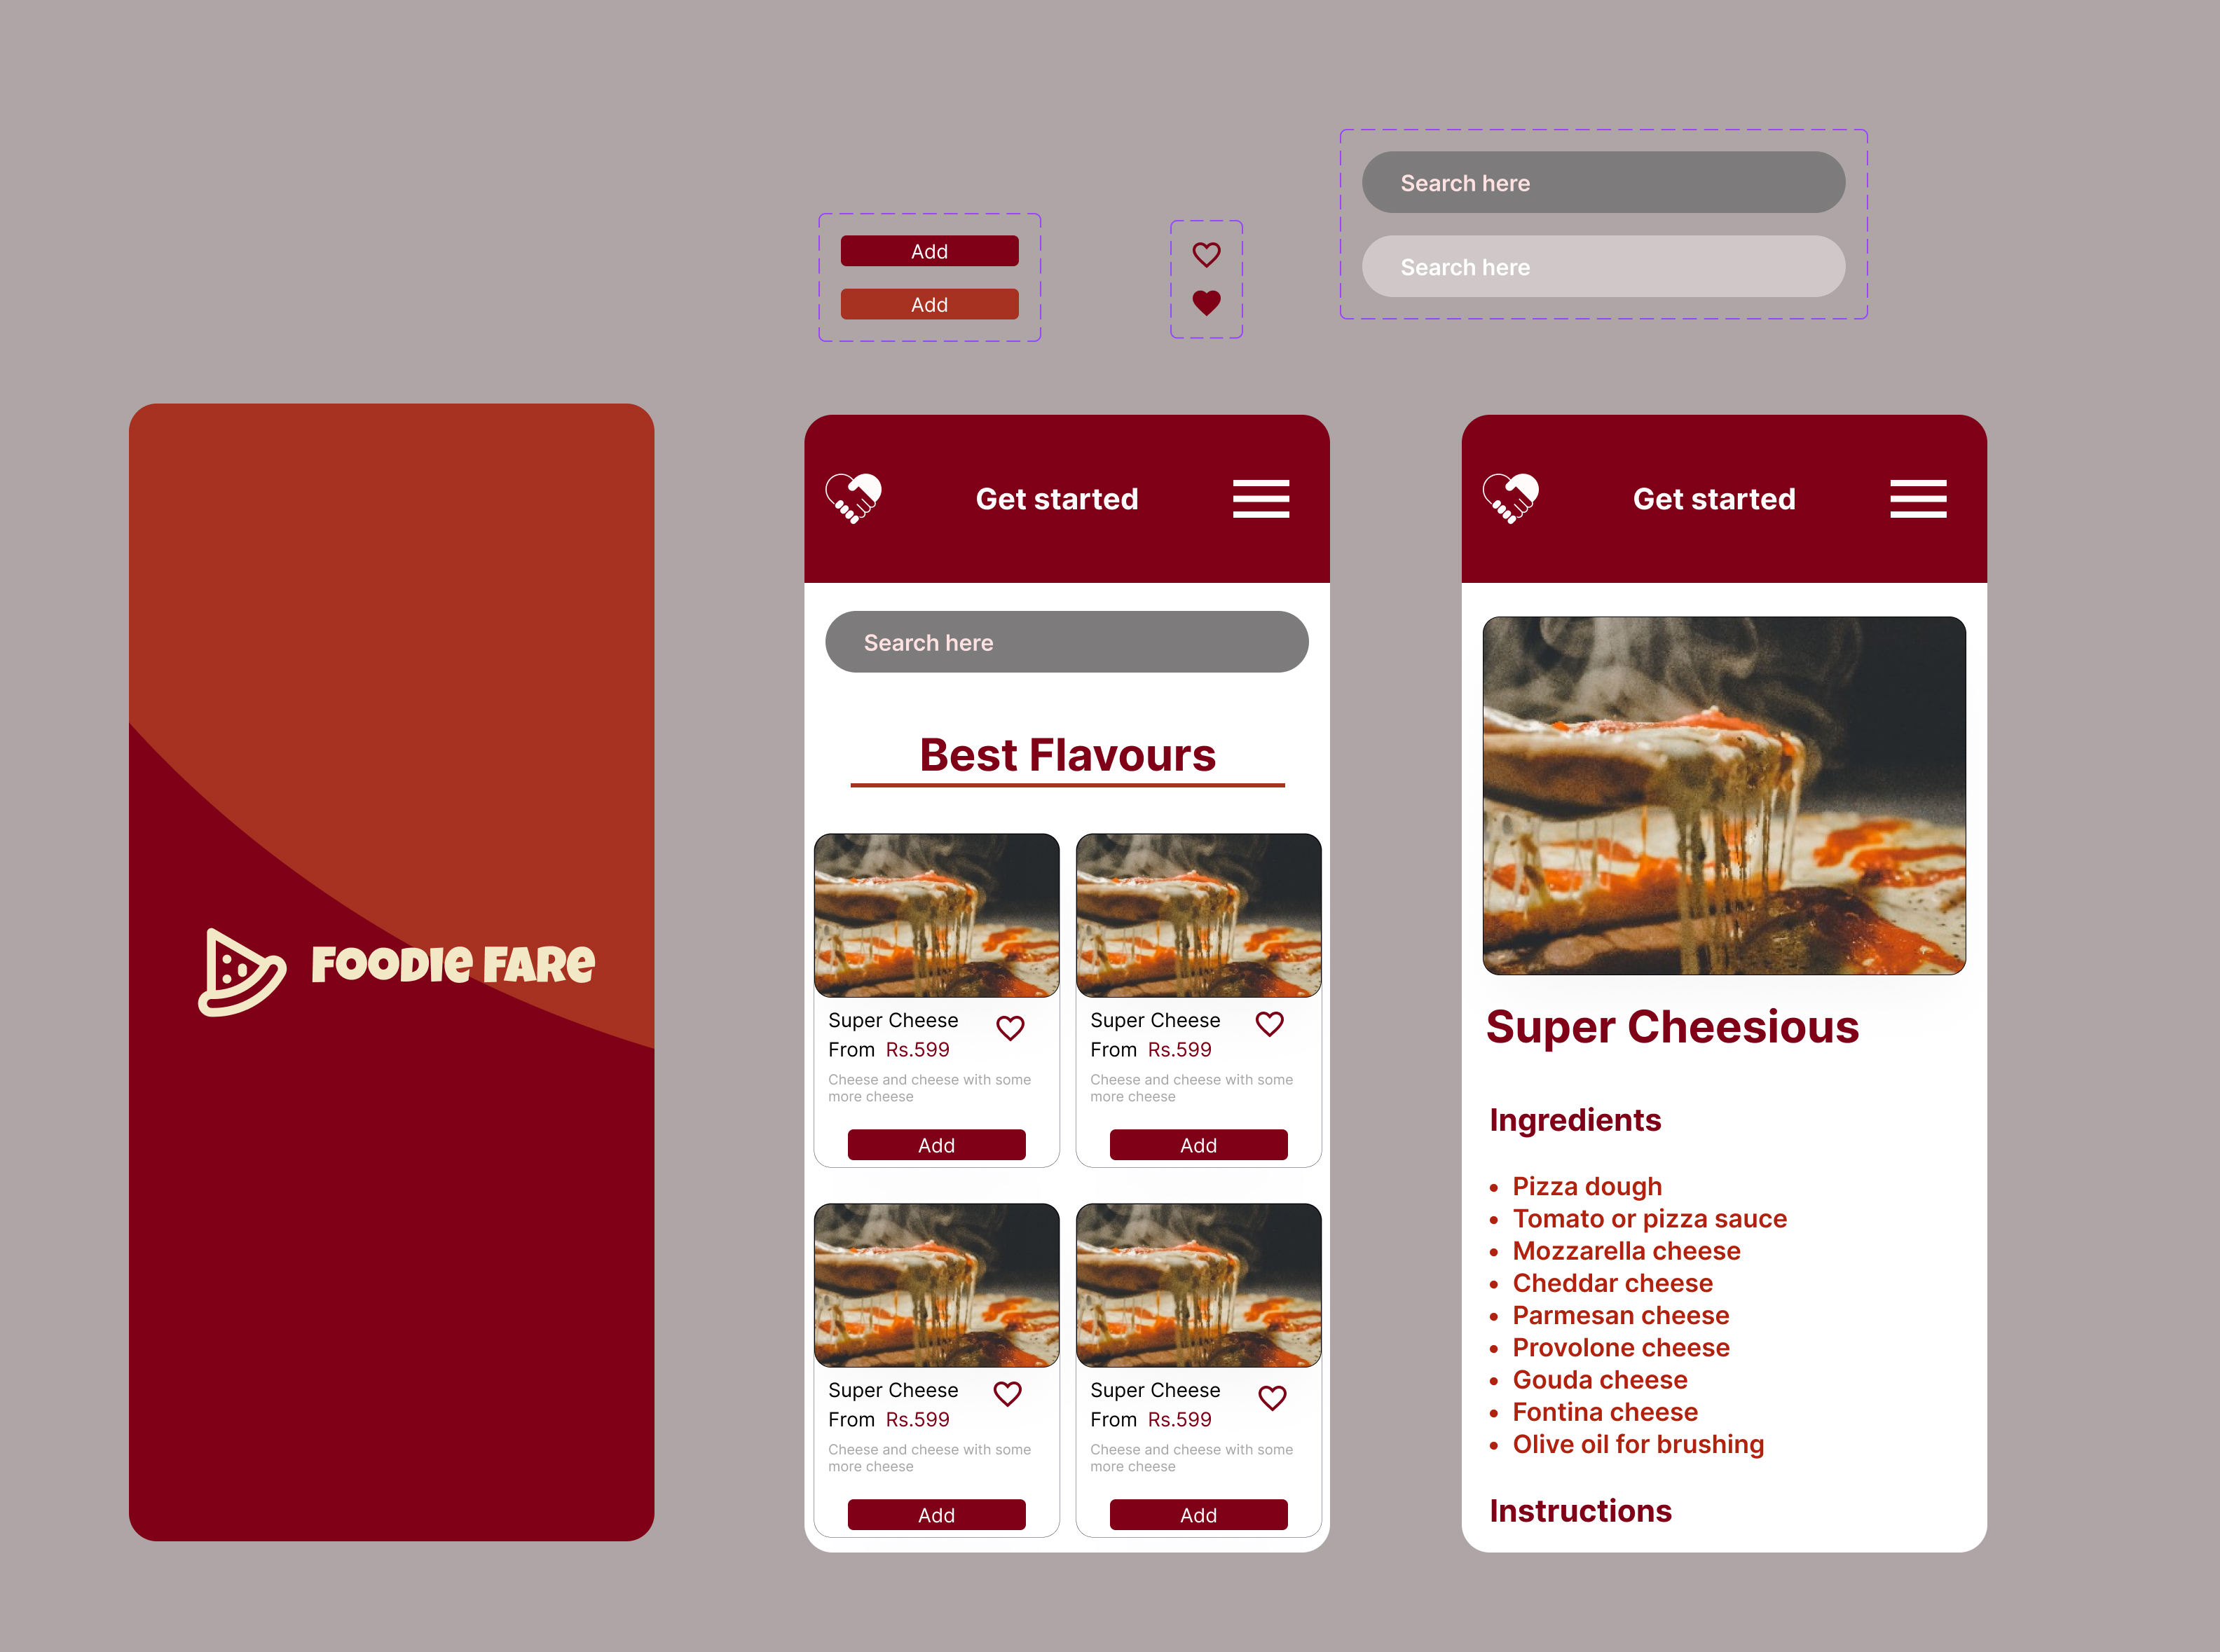 Search here
Add
Search here
Add
FOODIE FARE
Get started
Search here
Best Flavours
Super Cheese
From Rs.599
Cheese and cheese with some
more cheese
Add
Super Cheese
From Rs.599
Cheese and cheese with some
more cheese
Add
Super Cheese
From Rs.599
Cheese and cheese with some
more cheese
Add
Super Cheese
From Rs.599
Cheese and cheese with some
more cheese
Add
Get started
Super Cheesious
Ingredients
• Pizza dough
• Tomato or pizza sauce
• Mozzarella cheese
• Cheddar cheese
• Parmesan cheese
• Provolone cheese
• Gouda cheese
• Fontina cheese
• Olive oil for brushing
Instructions